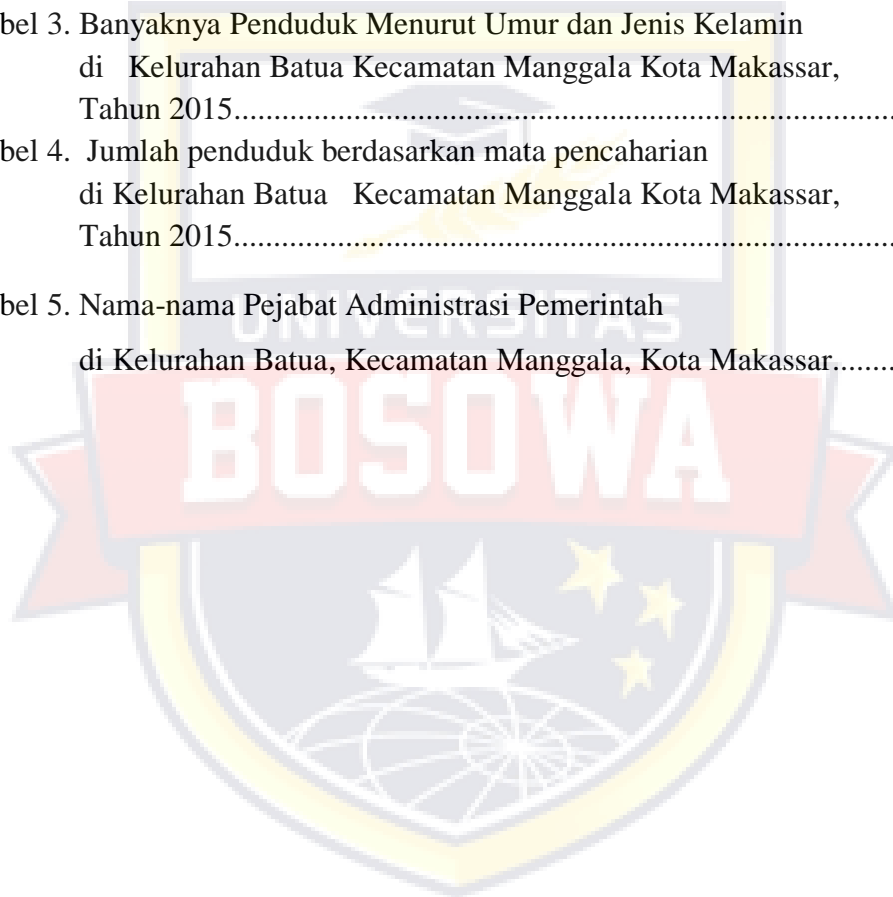 bel 3. Banyaknya Penduduk Menurut Umur dan Jenis Kelamin
di Kelurahan Batua Kecamatan Manggala Kota Makassar,
Tahun 2015....................................................................................
bel 4. Jumlah penduduk berdasarkan mata pencaharian
di Kelurahan Batua Kecamatan Manggala Kota Makassar,
Tahun 2015....................................................................................
bel 5. Nama-nama Pejabat Administrasi Pemerintah
UNIVERSITAS
di Kelurahan Batua, Kecamatan Manggala, Kota Makassar........
BOSOWA